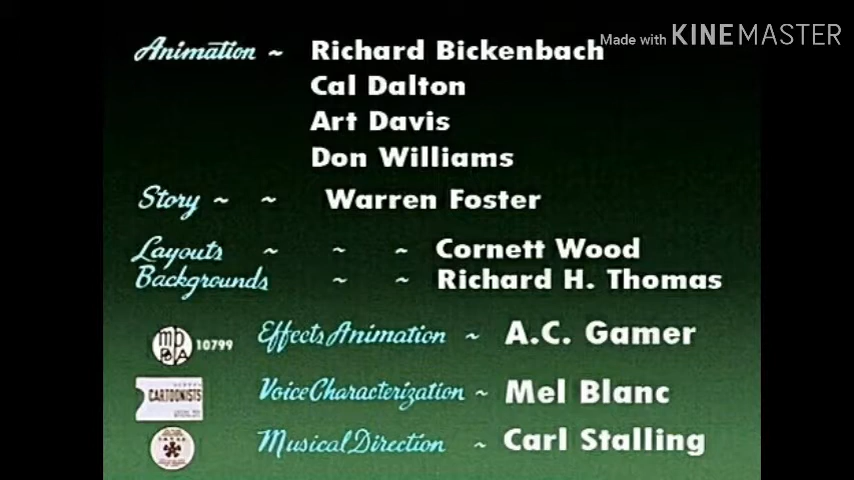 Made with KINEMASTER
Animation ~ Richard Bickenbach
Cal Dalton
Art Davis
Don Williams
Story ~ ~ Warren Foster
Layouts ~ ~ ~ Cornett Wood
Backgrounds ~ ~ Richard H. Thomas
10799 Effects Animation ~ A.C. Gamer
CARTOONISTS Voice Characterization ~ Mel Blanc
Musical Direction ~ Carl Stalling